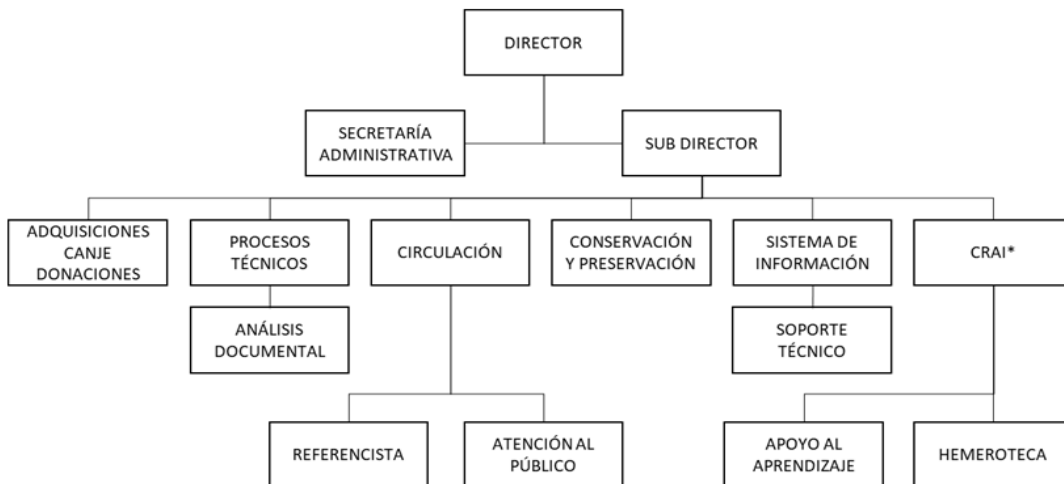 DIRECTOR
SECRETARÍA
ADMINISTRATIVA
SUB DIRECTOR
ADQUISICIONES
CANJE
DONACIONES
PROCESOS
TÉCNICOS
CIRCULACIÓN
CONSERVACIÓN
Y PRESERVACIÓN
SISTEMA DE
INFORMACIÓN
CRAI*
ANÁLISIS
DOCUMENTAL
SOPORTE
TÉCNICO
REFERENCISTA
ATENCIÓN AL
PÚBLICO
APOYO AL
APRENDIZAJE
HEMEROTECA